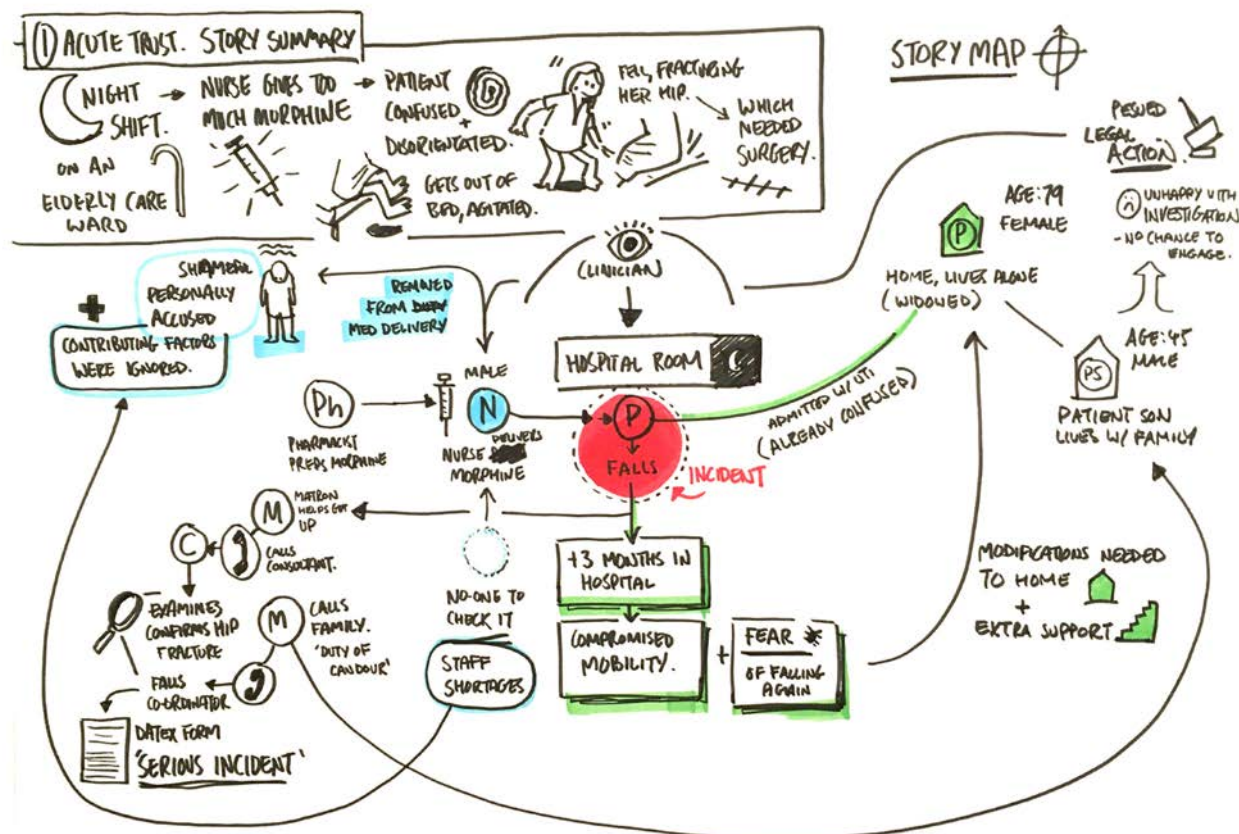 ① ACUTE TRUST. STORY SUMMARY
NIGHT
SHIFT.
ON AN
ELDERLY CARE
WARD
NURSE GIVES TOO
MUCH MORPHINE
PATIENT
CONFUSED
+
DISORIENTATED.
GETS OUT OF
BED, AGITATED.
FELL, FRACTURING
HER HIP.
WHICH
NEEDED
SURGERY.
STORY MAP
PESUED
LEGAL
ACTION.
UNHAPPY WITH
INVESTIGATION
- NO CHANCE TO
ENGAGE.
AGE: 79
FEMALE
P
HOME, LIVES ALONE
(WIDOWED)
AGE: 45
MALE
PS
PATIENT SON
LIVES W/ FAMILY
CLINICIAN
HOSPITAL ROOM
PERSONALLY
ACCUSED
+
CONTRIBUTING FACTORS
WERE IGNORED.
FROM
MED DELIVERY
MALE
Ph
PHARMACIST
PREPS MORPHINE
N
NURSE DELIVERS
MORPHINE
P
FALLS
INCIDENT
ADMITTED W/ UTI
(ALREADY CONFUSED)
M
MATRON
HELPS GET
UP
C
CALLS
CONSULTANT.
EXAMINES
CONFIRMS HIP
FRACTURE
M
CALLS
FAMILY.
'DUTY OF
CANDOUR'
FALLS
CO-ORDINATOR
DATEX FORM
'SERIOUS INCIDENT'
NO-ONE TO
CHECK IT
STAFF
SHORTAGES
+3 MONTHS IN
HOSPITAL
COMPROMISED
MOBILITY.
+
FEAR
OF FALLING
AGAIN
MODIFICATIONS NEEDED
TO HOME
+
EXTRA SUPPORT